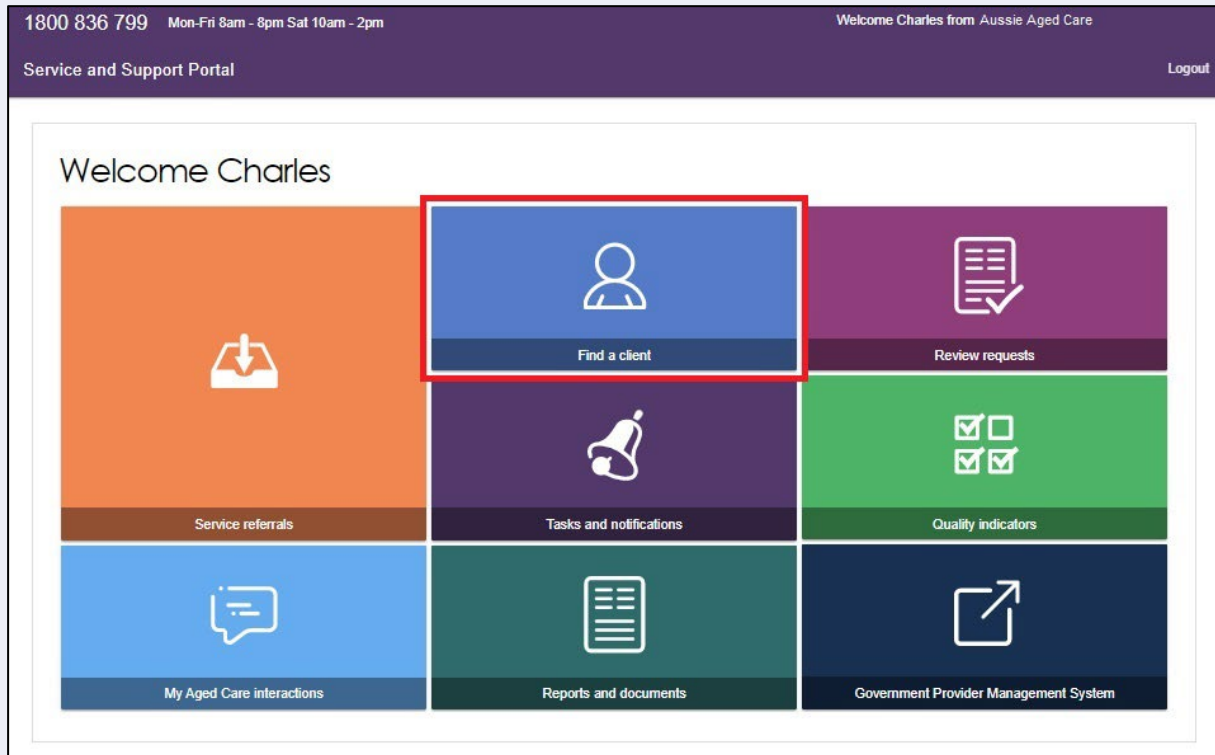 1800 836 799 Mon-Fri 8am - 8pm Sat 10am - 2pm
Welcome Charles from Aussie Aged Care
Service and Support Portal
Logout
Welcome Charles
Find a client
Review requests
Service referrals
Tasks and notifications
Quality indicators
My Aged Care interactions
Reports and documents
Government Provider Management System